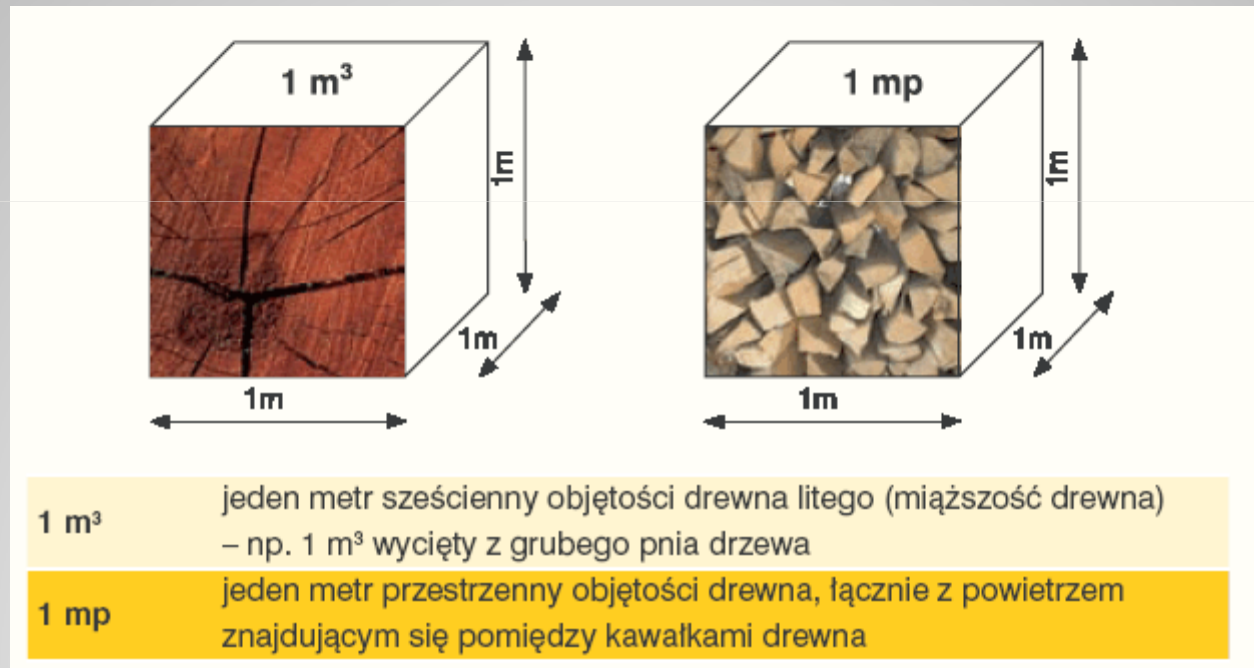 1 m³
1 mp
1m
1m
1m
1m
1m
1m
1 m³
jeden metr sześcienny objętości drewna litego (miąższość drewna)
– np. 1 m³ wycięty z grubego pnia drzewa
1 mp
jeden metr przestrzenny objętości drewna, łącznie z powietrzem
znajdującym się pomiędzy kawałkami drewna